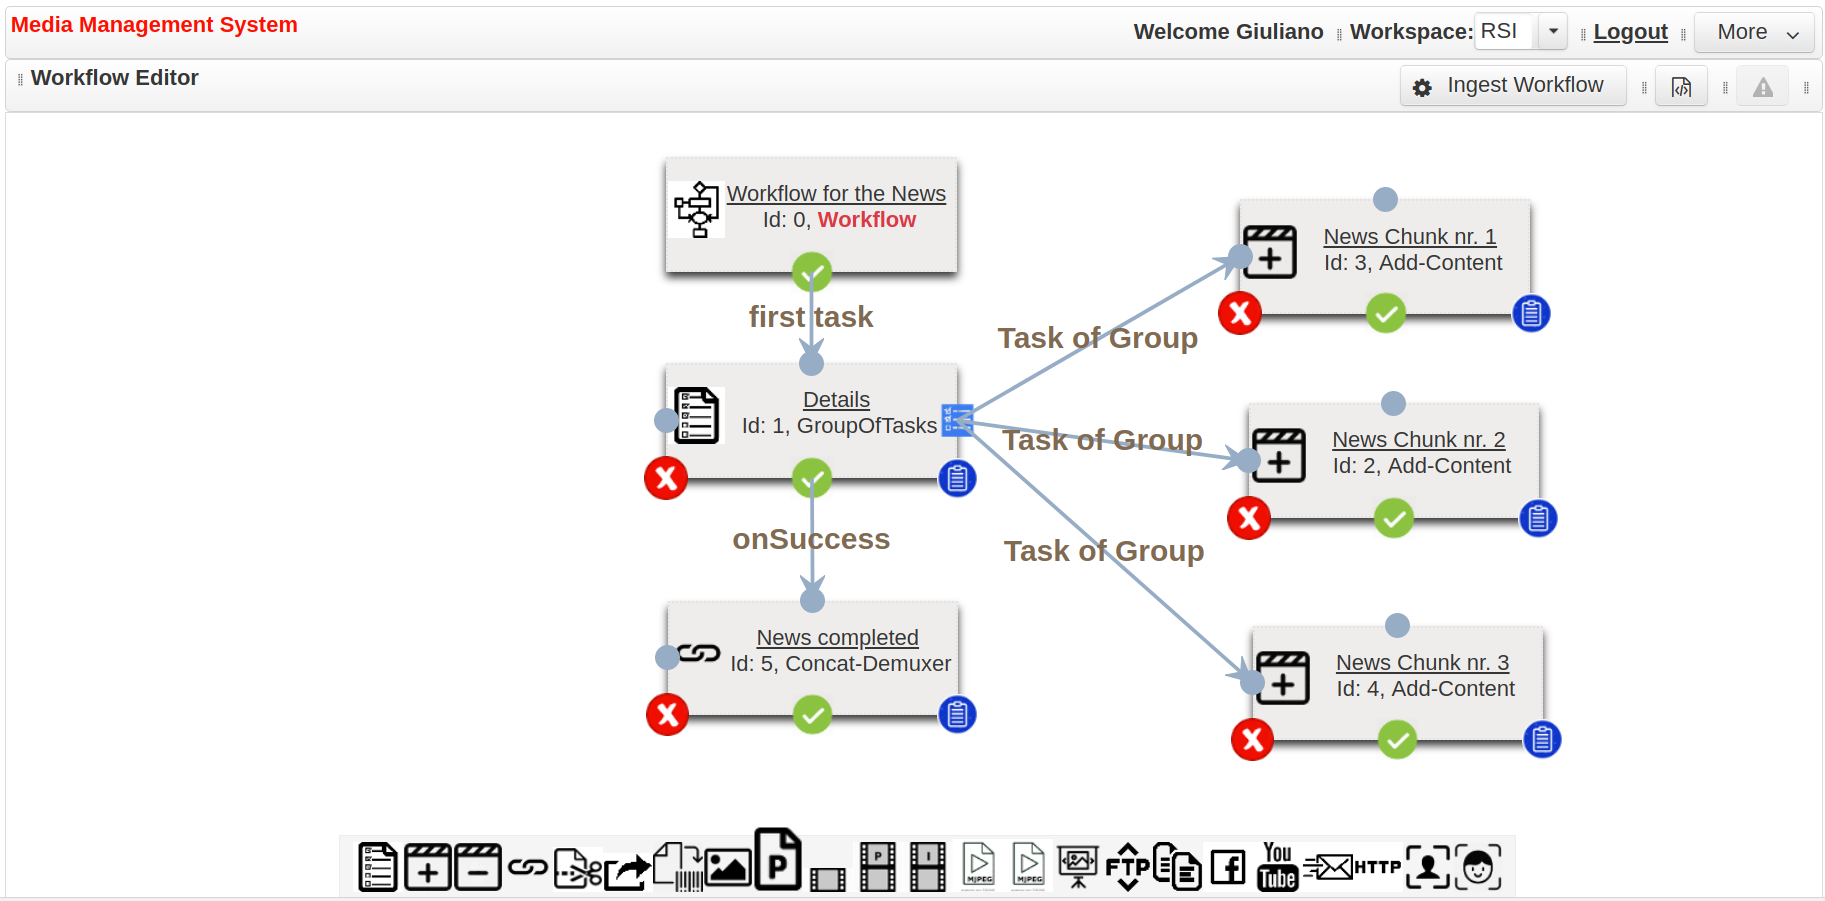 Media Management System
Welcome Giuliano Workspace: RSI Logout More
Workflow Editor
Ingest Workflow
Workflow for the News
Id: 0, Workflow
first task
Details
Id: 1, GroupOfTasks
onSuccess
News completed
Id: 5, Concat-Demuxer
Task of Group
Task of Group
Task of Group
News Chunk nr. 1
Id: 3, Add-Content
News Chunk nr. 2
Id: 2, Add-Content
News Chunk nr. 3
Id: 4, Add-Content
P
P
I
MJPEG
MJPEG
FTP
f
You
Tube
HTTP